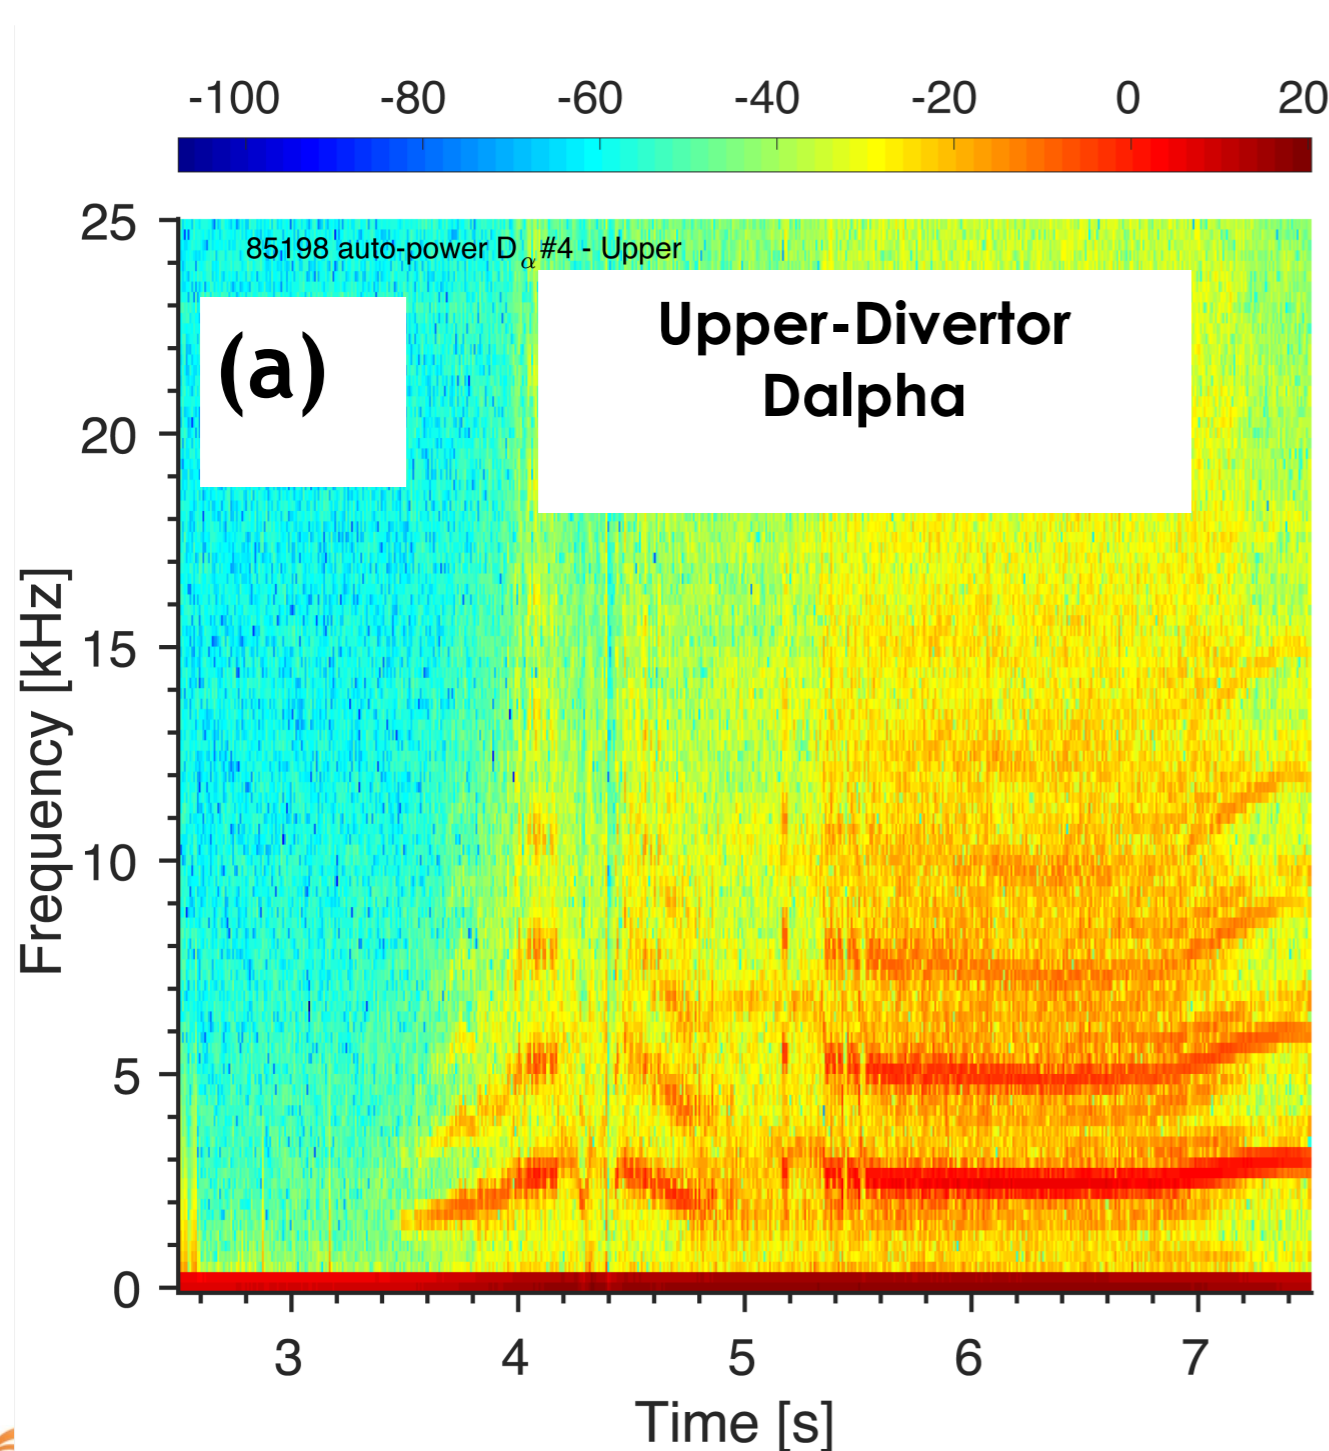 -100 -80 -60 -40 -20 0 20
25
85198 auto-power Dα#4 - Upper
(a)
Upper-Divertor
Dalpha
20
15
10
5
0
Frequency [kHz]
3 4 5 6 7
Time [s]